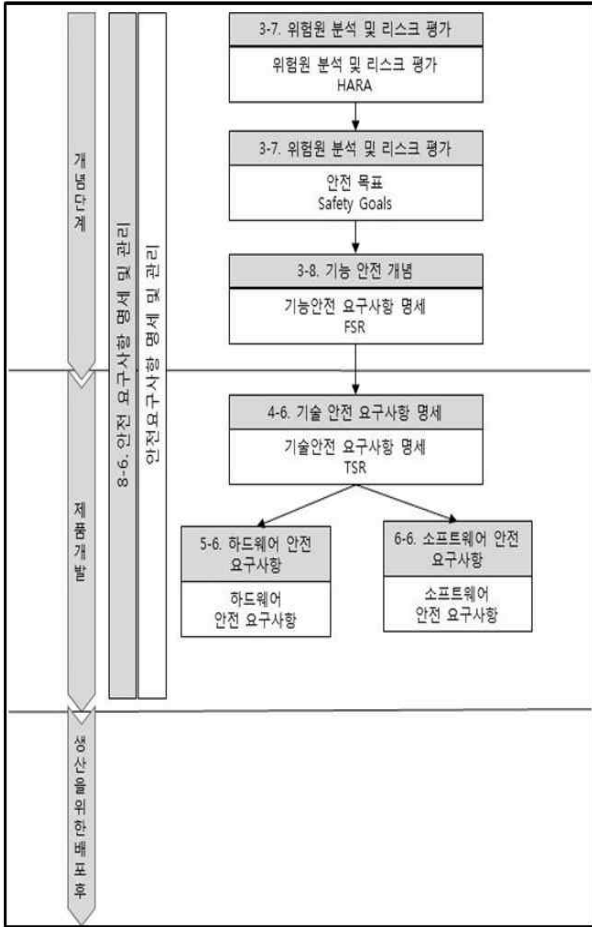 3-7. 위험원 분석 및 리스크 평가
위험원 분석 및 리스크 평가
HARA
3-7. 위험원 분석 및 리스크 평가
안전 목표
Safety Goals
3-8. 기능 안전 개념
기능안전 요구사항 명세
FSR
4-6. 기술 안전 요구사항 명세
기술안전 요구사항 명세
TSR
5-6. 하드웨어 안전
요구사항
하드웨어
안전 요구사항
6-6. 소프트웨어 안전
요구사항
소프트웨어
안전 요구사항
개념단계
제품개발
생산을위한배포후
8-6. 안전 요구사항 명세 및 관리
안전요구사항 명세 및 관리